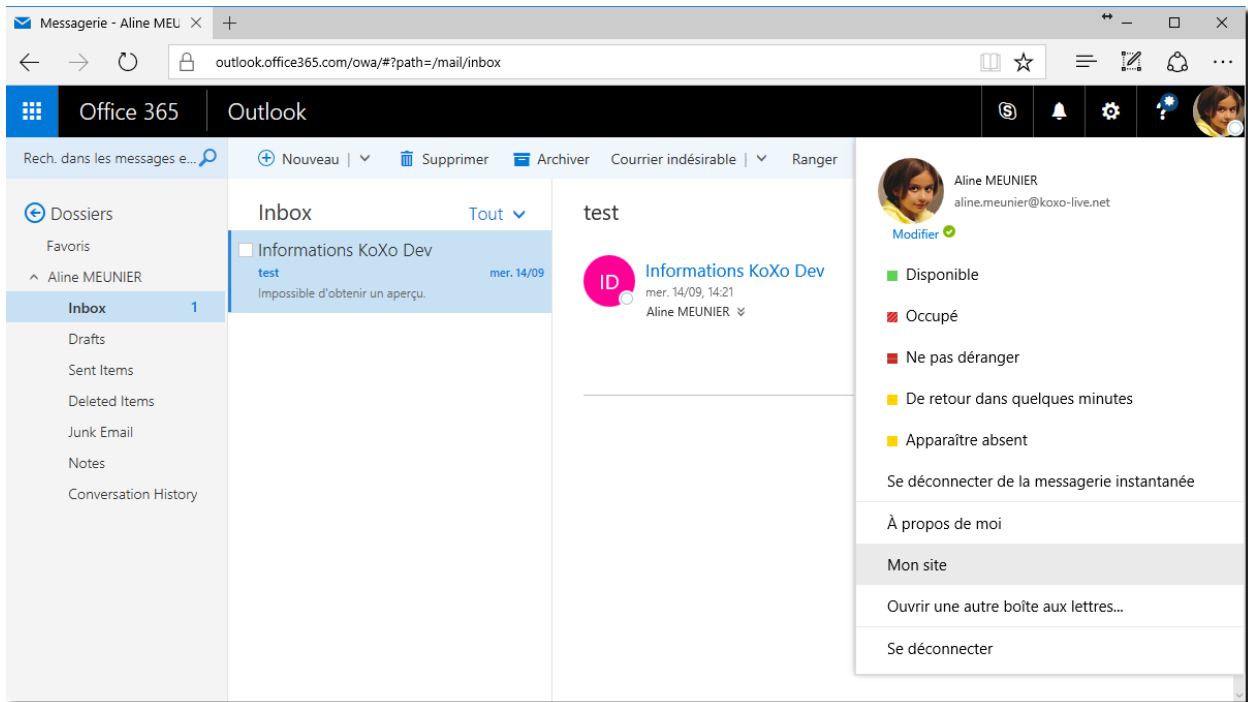 Messagerie - Aline MEU
outlook.office365.com/owa/#?path=/mail/inbox
Office 365
Outlook
Rech. dans les messages e...
Nouveau
Supprimer
Archiver
Courrier indésirable
Ranger
Dossiers
Favoris
Aline MEUNIER
Inbox 1
Drafts
Sent Items
Deleted Items
Junk Email
Notes
Conversation History
Inbox
Tout
Informations KoXo Dev
test
mer. 14/09
Impossible d'obtenir un aperçu.
test
ID
Informations KoXo Dev
mer. 14/09, 14:21
Aline MEUNIER
Aline MEUNIER
aline.meunier@koxo-live.net
Modifier
Disponible
Occupé
Ne pas déranger
De retour dans quelques minutes
Apparaître absent
Se déconnecter de la messagerie instantanée
À propos de moi
Mon site
Ouvrir une autre boîte aux lettres...
Se déconnecter